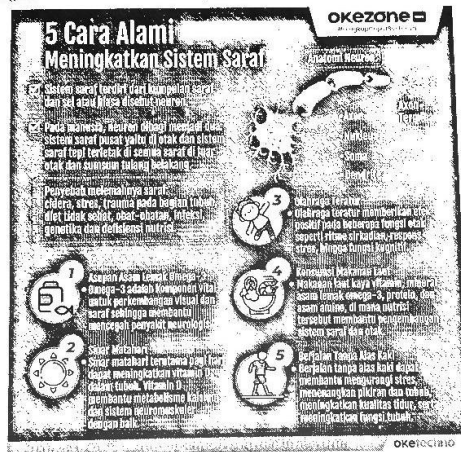 okezone
5 Cara Alami
Meningkatkan Sistem Saraf
Anatomi Neuron
Sistem saraf terdiri dari kumpulan saraf
dan sel atau biasa disebut neuron.
Pada manusia, neuron dibagi menjadi dua
sistem saraf pusat yaitu di otak dan sistem
saraf tepi terletak di semua saraf di luar
otak dan sumsum tulang belakang
Penyebab melemahnya saraf:
cidera, stres, trauma pada bagian tubuh,
diet tidak sehat, obat-obatan, infeksi,
genetika dan defisiensi nutrisi.
1
Asupan Asam Lemak Omega-3
Omega-3 adalah komponen vital
untuk perkembangan visual dan
saraf sehingga membantu
mencegah penyakit neurologis
2
Sinar Matahari
Sinar matahari terutama pagi hari
dapat meningkatkan vitamin D
dalam tubuh. Vitamin D
membantu metabolisme kalsium
dan sistem neuromuskuler
dengan baik.
3
Olahraga Teratur
Olahraga teratur memberikan efek
positif pada beberapa fungsi otak
seperti ritme sirkadian, respons
stres, hingga fungsi kognitif.
4
Konsumsi Makanan Laut
Makanan laut kaya vitamin, mineral
asam lemak omega-3, protein, dan
asam amino, di mana nutrisi
tersebut membantu penguatan
sistem saraf dan otak.
5
Berjalan Tanpa Alas Kaki
Berjalan tanpa alas kaki dapat
membantu mengurangi stres,
menenangkan pikiran dan tubuh,
meningkatkan kualitas tidur, serta
meningkatkan fungsi tubuh.
oketechno